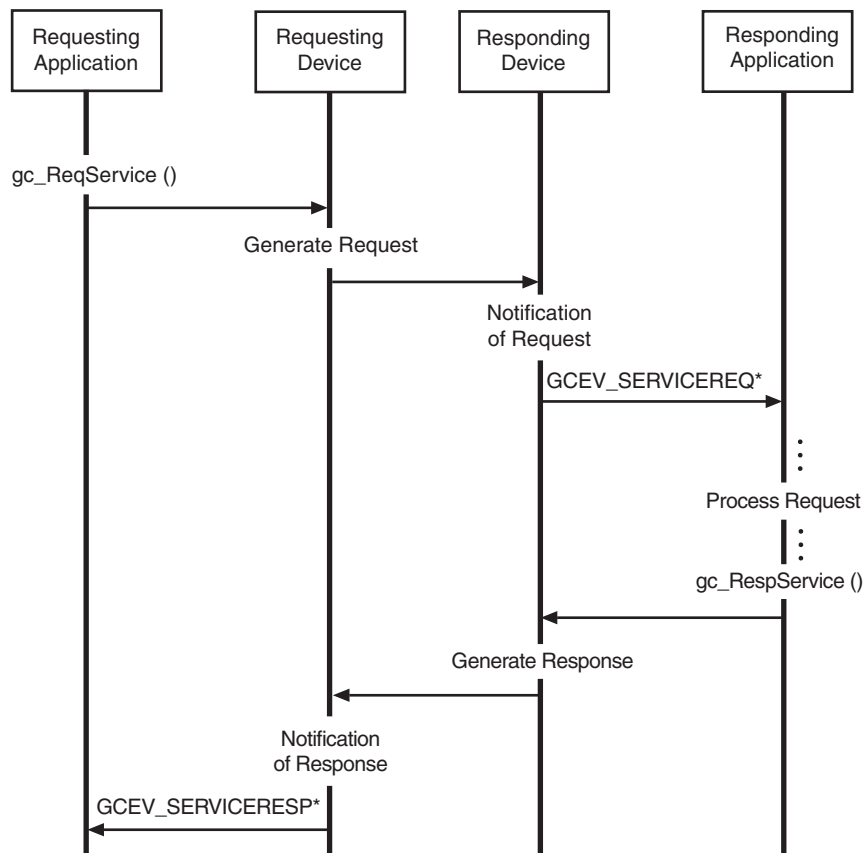 Requesting
Application
Requesting
Device
Responding
Device
Responding
Application
gc_ReqService ()
Generate Request
Notification
of Request
GCEV_SERVICEREQ*
Process Request
gc_RespService ()
Generate Response
Notification
of Response
GCEV_SERVICERESP*